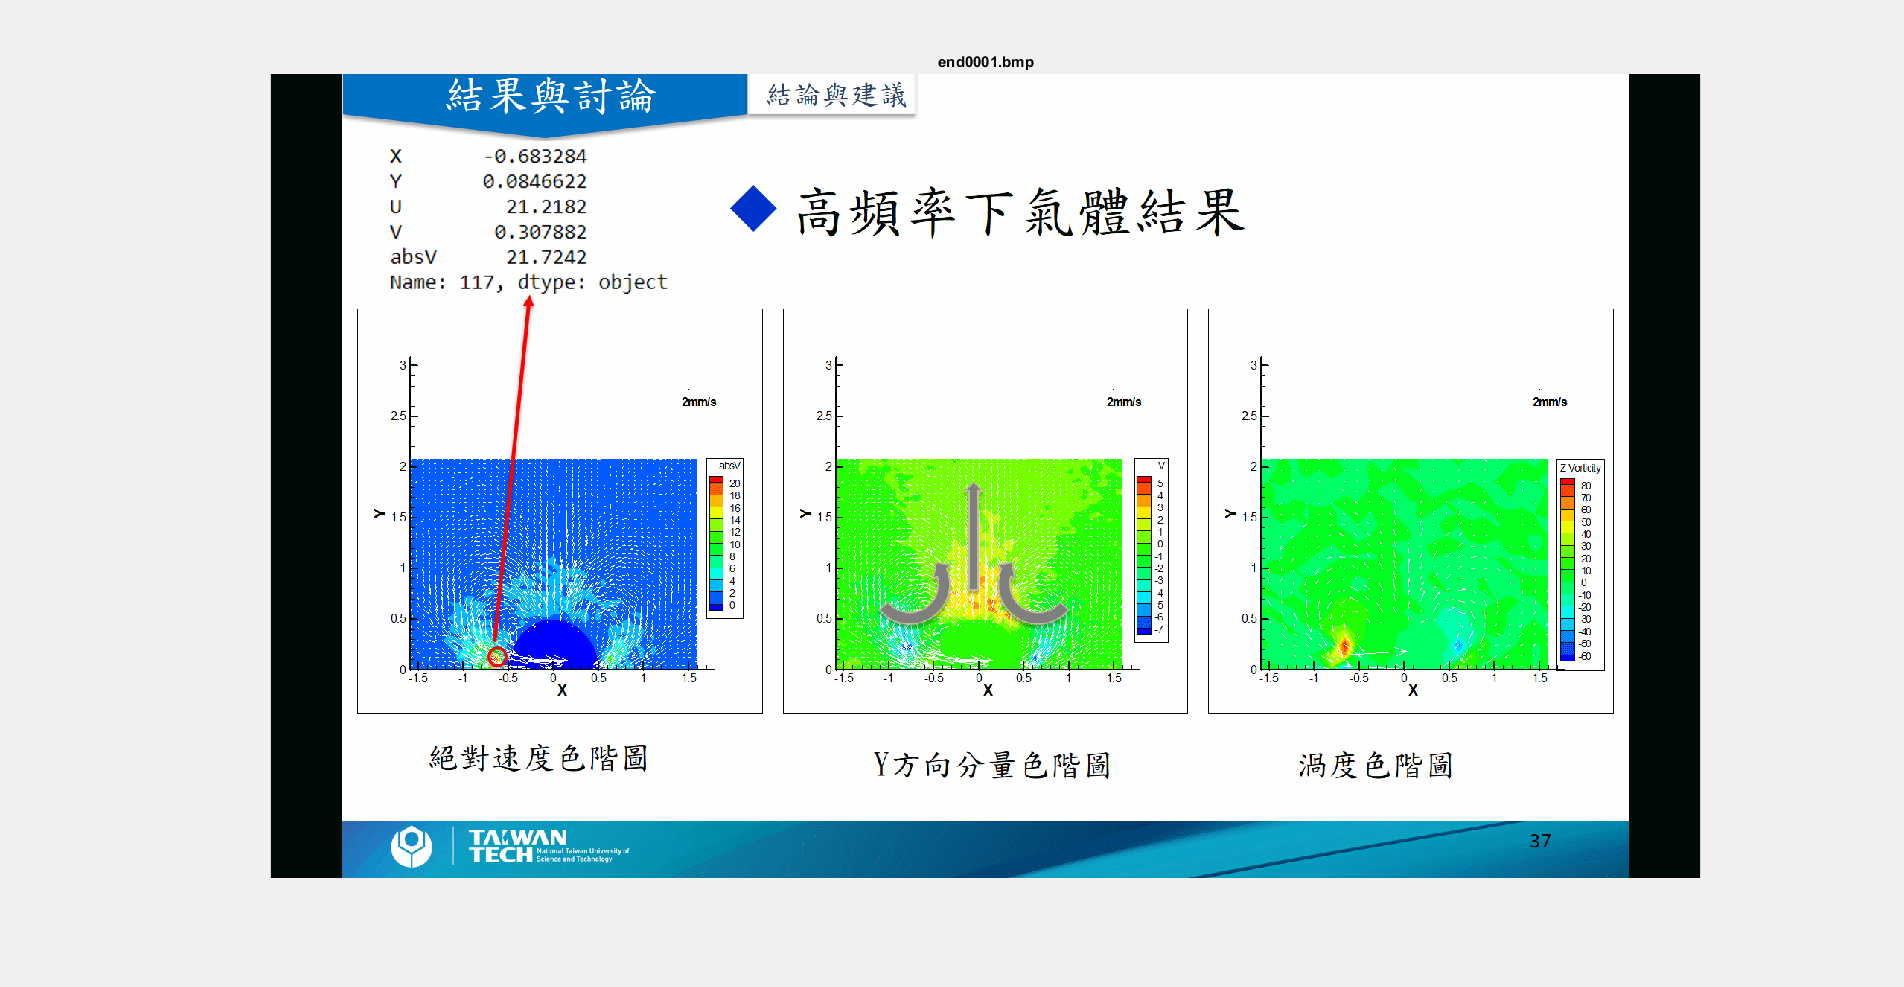 end0001.bmp
結果與討論
結論與建議
X -0.683284
Y 0.0846622
U 21.2182
V 0.307882
absV 21.7242
Name: 117, dtype: object
高頻率下氣體結果
3
2.5
2
1.5
1
0.5
0
Y
-1.5 -1 -0.5 0 0.5 1 1.5
X
2mm/s
absV
20
18
16
14
12
10
8
6
4
2
0
3
2.5
2
1.5
1
0.5
0
Y
-1.5 -1 -0.5 0 0.5 1 1.5
X
2mm/s
V
5
4
3
2
1
0
-1
-2
-3
-4
-5
-6
-7
3
2.5
2
1.5
1
0.5
0
Y
-1.5 -1 -0.5 0 0.5 1 1.5
X
2mm/s
Z Vorticity
80
70
60
50
40
30
20
10
0
-10
-20
-30
-40
-50
-60
絕對速度色階圖
Y方向分量色階圖
渦度色階圖
TAIWAN
TECH
National Taiwan University of
Science and Technology
37